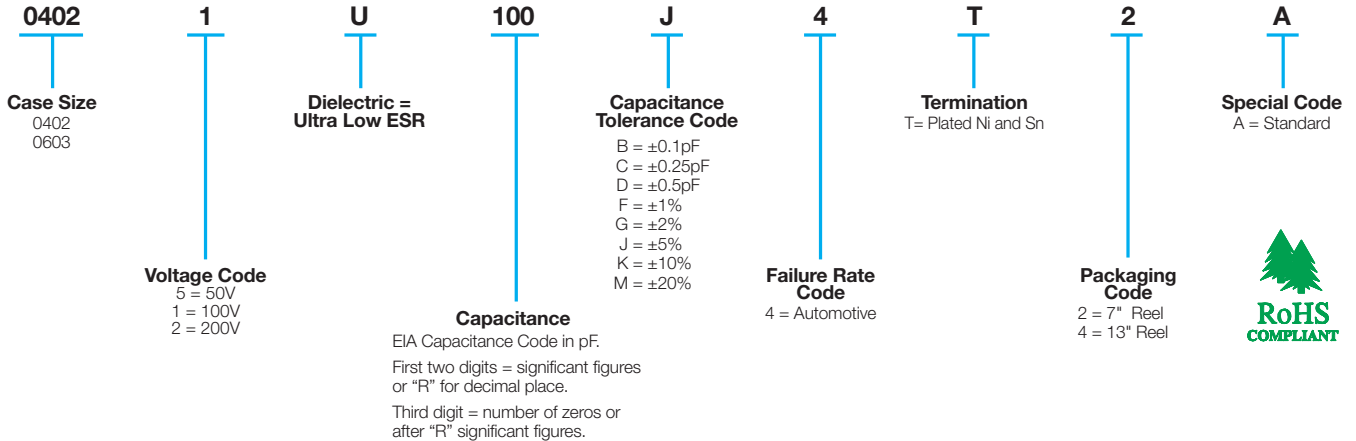 0402 1 U 100 J 4 T 2 A
Case Size
0402
0603
Dielectric =
Ultra Low ESR
Capacitance
Tolerance Code
B = ±0.1pF
C = ±0.25pF
D = ±0.5pF
F = ±1%
G = ±2%
J = ±5%
K = ±10%
M = ±20%
Termination
T= Plated Ni and Sn
Special Code
A = Standard
Voltage Code
5 = 50V
1 = 100V
2 = 200V
Capacitance
EIA Capacitance Code in pF.
First two digits = significant figures
or “R” for decimal place.
Third digit = number of zeros or
after “R” significant figures.
Failure Rate
Code
4 = Automotive
Packaging
Code
2 = 7" Reel
4 = 13" Reel
RoHS
COMPLIANT